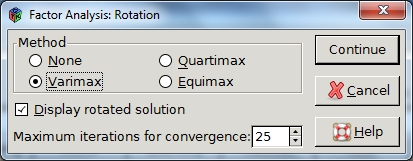 Factor Analysis: Rotation
Method
None
Quartimax
Continue
Varimax
Equimax
Cancel
Display rotated solution
Maximum iterations for convergence: 25
Help